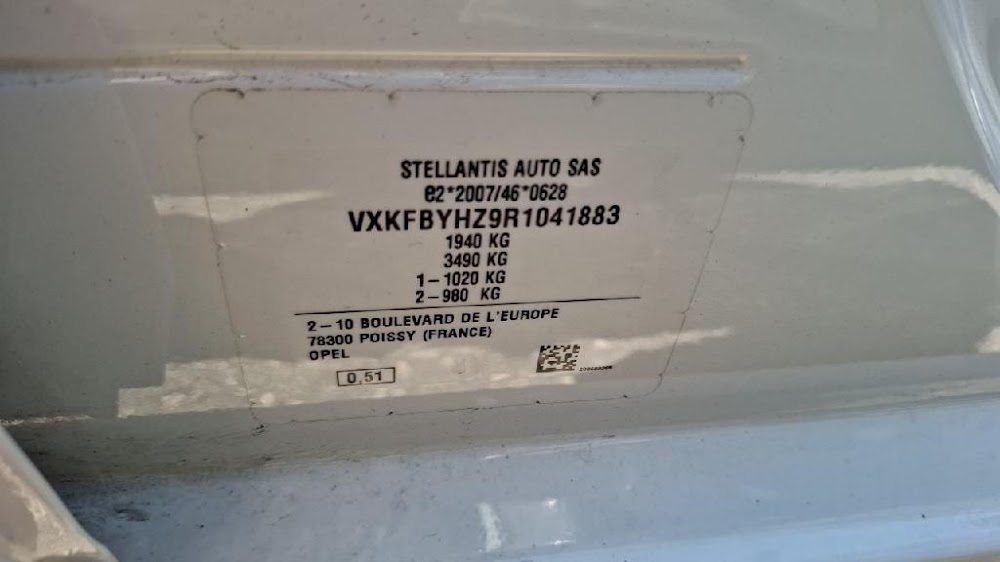 STELLANTIS AUTO SAS
e2*2007/46*0628
VXKFBYHZ9R1041883
1940 KG
3490 KG
1-1020 KG
2-980 KG
2-10 BOULEVARD DE L'EUROPE
78300 POISSY (FRANCE)
OPEL
0,51